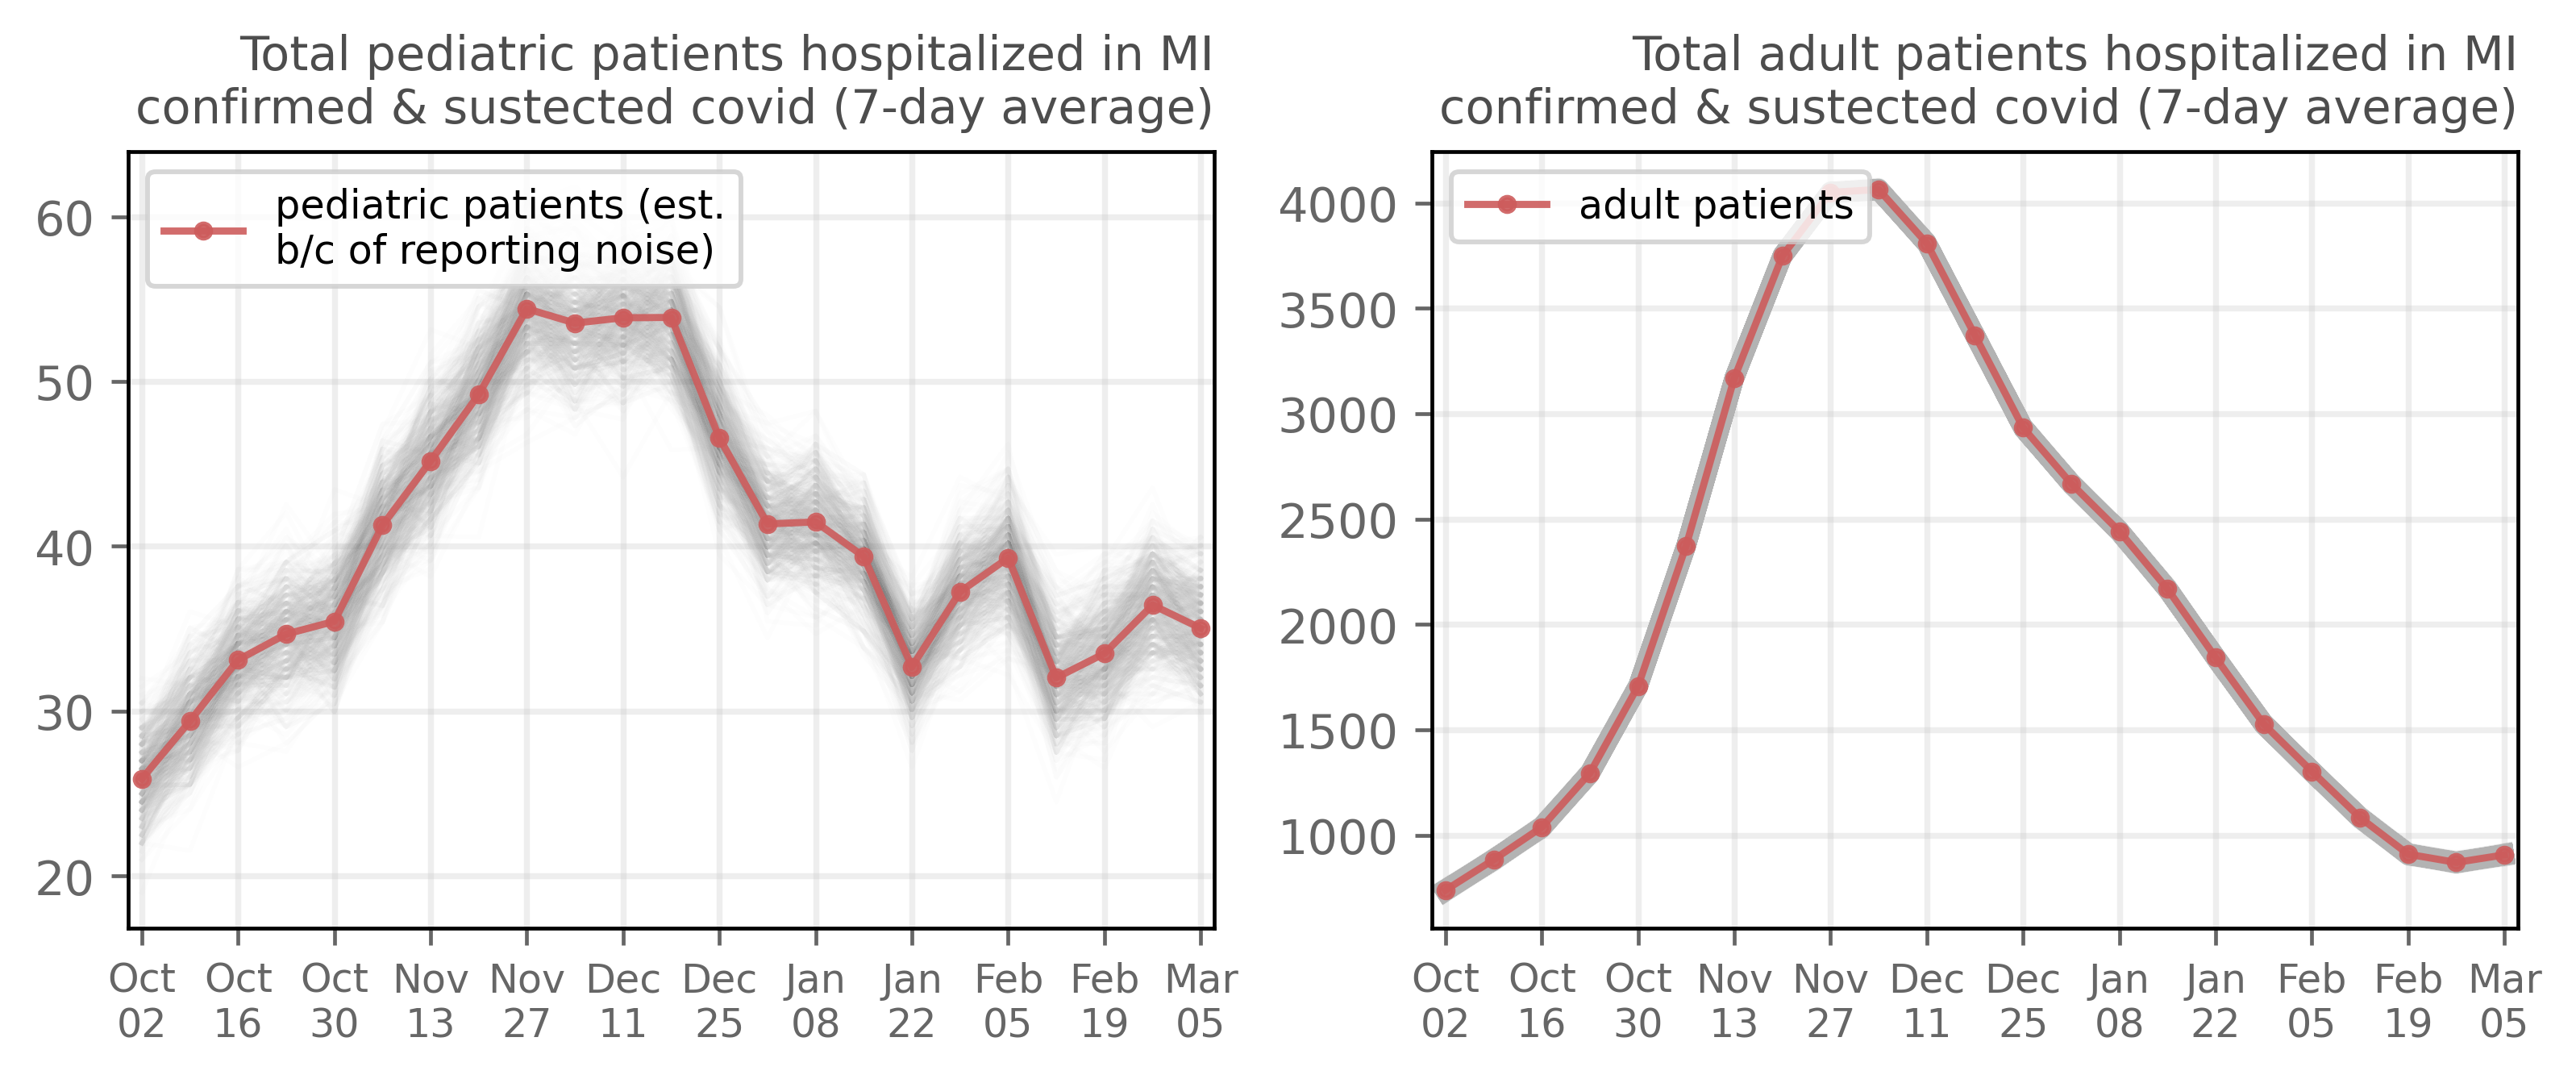 Total pediatric patients hospitalized in MI
confirmed & sustected covid (7-day average)
pediatric patients (est.
b/c of reporting noise)
60
50
40
30
20
Oct Oct Oct Nov Nov Dec Dec Jan Jan Feb Feb Mar
02 16 30 13 27 11 25 08 22 05 19 05
Total adult patients hospitalized in MI
confirmed & sustected covid (7-day average)
adult patients
4000
3500
3000
2500
2000
1500
1000
Oct Oct Oct Nov Nov Dec Dec Jan Jan Feb Feb Mar
02 16 30 13 27 11 25 08 22 05 19 05